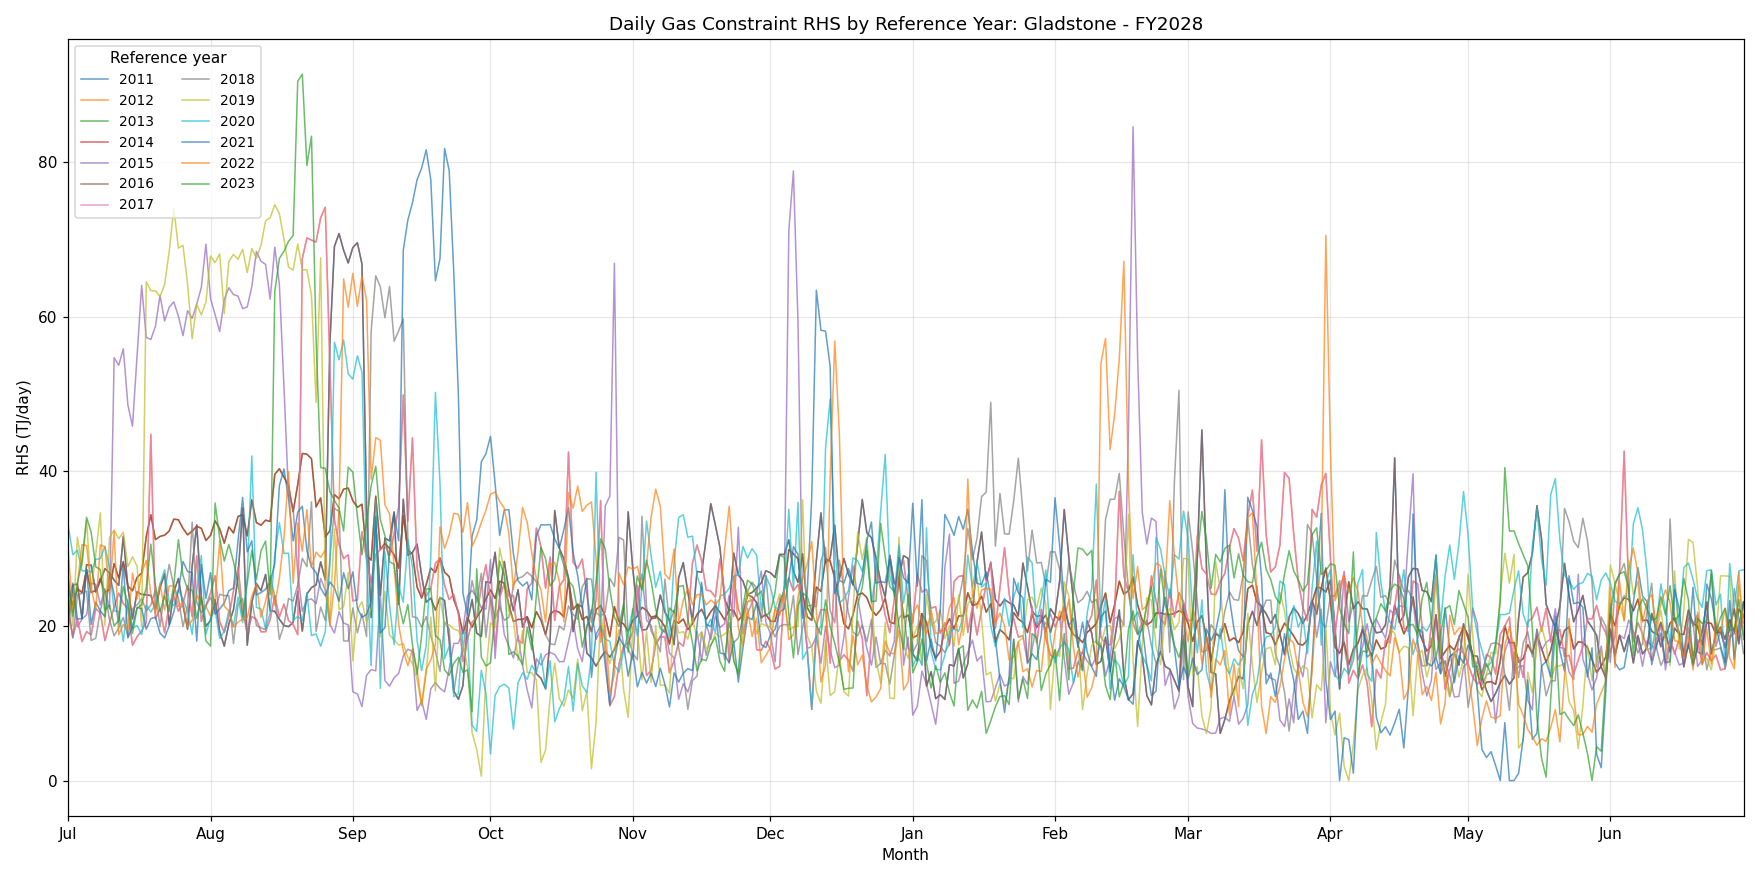 Daily Gas Constraint RHS by Reference Year: Gladstone - FY2028
Reference year
2011 2018
2012 2019
2013 2020
2014 2021
2015 2022
2016 2023
2017
RHS (TJ/day)
80
60
40
20
0
Jul Aug Sep Oct Nov Dec Jan Feb Mar Apr May Jun
Month